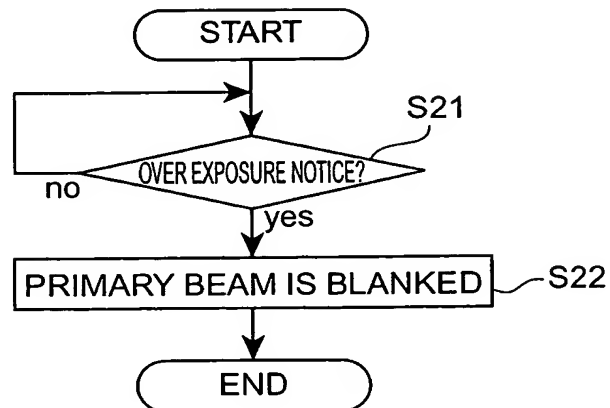 START
S21
OVER EXPOSURE NOTICE?
no
yes
PRIMARY BEAM IS BLANKED
S22
END